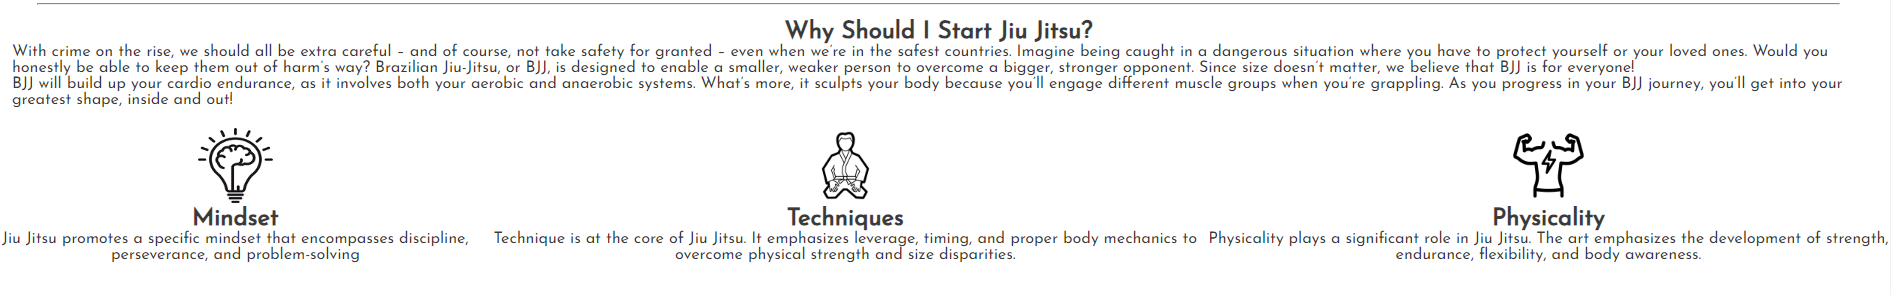 Why Should I Start Jiu Jitsu?
With crime on the rise, we should all be extra careful – and of course, not take safety for granted – even when we're in the safest countries. Imagine being caught in a dangerous situation where you have to protect yourself or your loved ones. Would you
honestly be able to keep them out of harm's way? Brazilian Jiu-Jitsu, or BJJ, is designed to enable a smaller, weaker person to overcome a bigger, stronger opponent. Since size doesn't matter, we believe that BJJ is for everyone!
BJJ will build up your cardio endurance, as it involves both your aerobic and anaerobic systems. What's more, it sculpts your body because you'll engage different muscle groups when you're grappling. As you progress in your BJJ journey, you'll get into your
greatest shape, inside and out!
Mindset
Jiu Jitsu promotes a specific mindset that encompasses discipline,
perseverance, and problem-solving
Techniques
Technique is at the core of Jiu Jitsu. It emphasizes leverage, timing, and proper body mechanics to
overcome physical strength and size disparities.
Physicality
Physicality plays a significant role in Jiu Jitsu. The art emphasizes the development of strength,
endurance, flexibility, and body awareness.